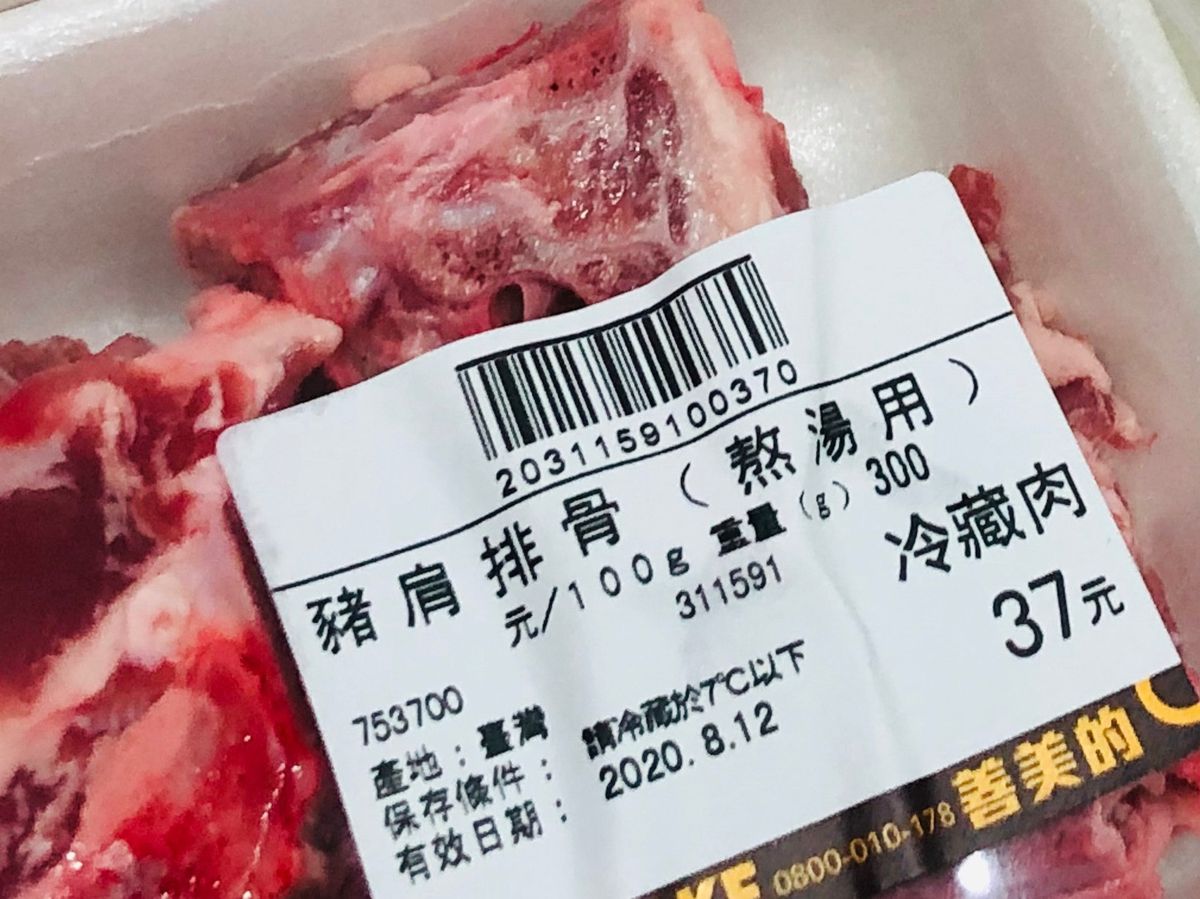 2031159100370
豬肩排骨（熬湯用）
元/100g 重量(g) 300
311591
冷藏肉
37元
753700
產地：臺灣
保存條件：請冷藏於7℃以下
有效日期：2020.8.12
KE 0800-010-178 善美的